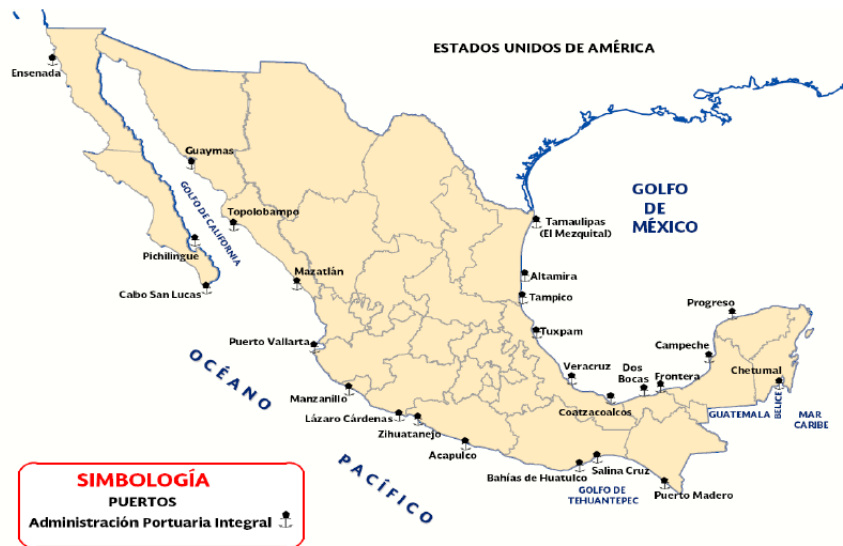 ESTADOS UNIDOS DE AMÉRICA
Ensenada
Guaymas
GOLFO DE CALIFORNIA
Topolobampo
Pichilingue
Cabo San Lucas
Mazatlán
GOLFO
DE
MÉXICO
Tamaulipas
(El Mezquital)
Altamira
Tampico
Tuxpam
Progreso
Campeche
Puerto Vallarta
Veracruz
Dos
Bocas
Frontera
Chetumal
OCÉANO
Manzanillo
Coatzacoalcos
GUATEMALA
BELICE
MAR
CARIBE
Lázaro Cárdenas
Zihuatanejo
Acapulco
PACÍFICO
Bahías de Huatulco
Salina Cruz
GOLFO DE
TEHUANTEPEC
Puerto Madero
SIMBOLOGÍA
PUERTOS
Administración Portuaria Integral